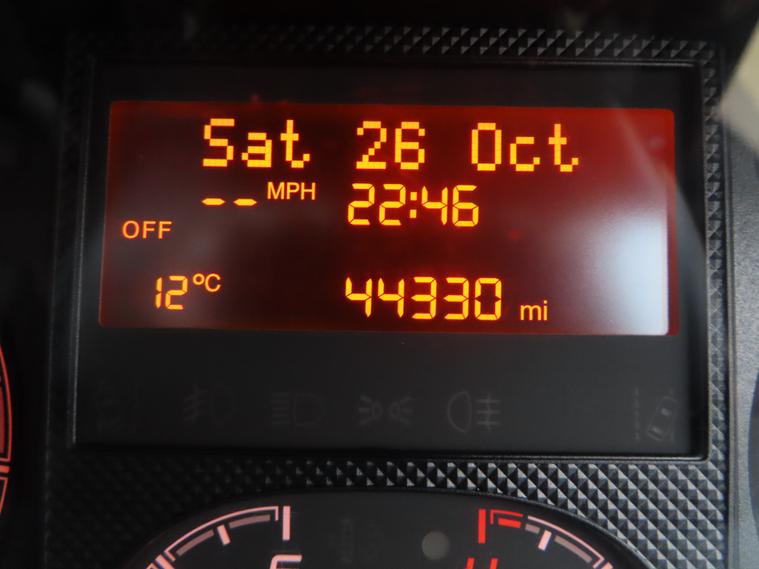 Sat 26 Oct
-- MPH 22:46
OFF
12°C 44330 mi